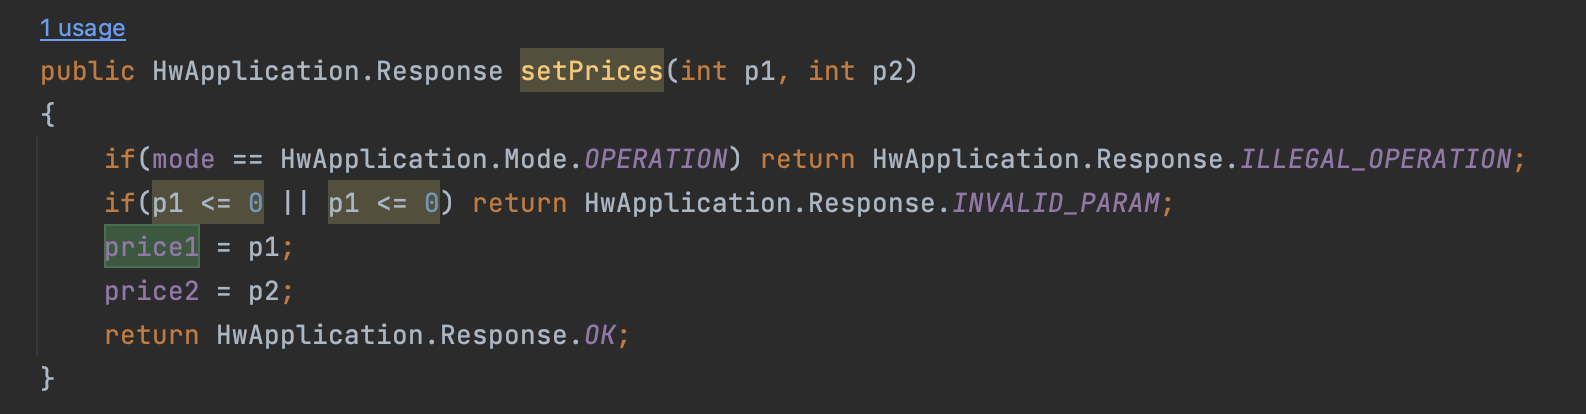 1 usage
public HwApplication.Response setPrices(int p1, int p2)
{
if(mode == HwApplication.Mode.OPERATION) return HwApplication.Response.ILLEGAL_OPERATION;
if(p1 <= 0 || p1 <= 0) return HwApplication.Response.INVALID_PARAM;
price1 = p1;
price2 = p2;
return HwApplication.Response.OK;
}